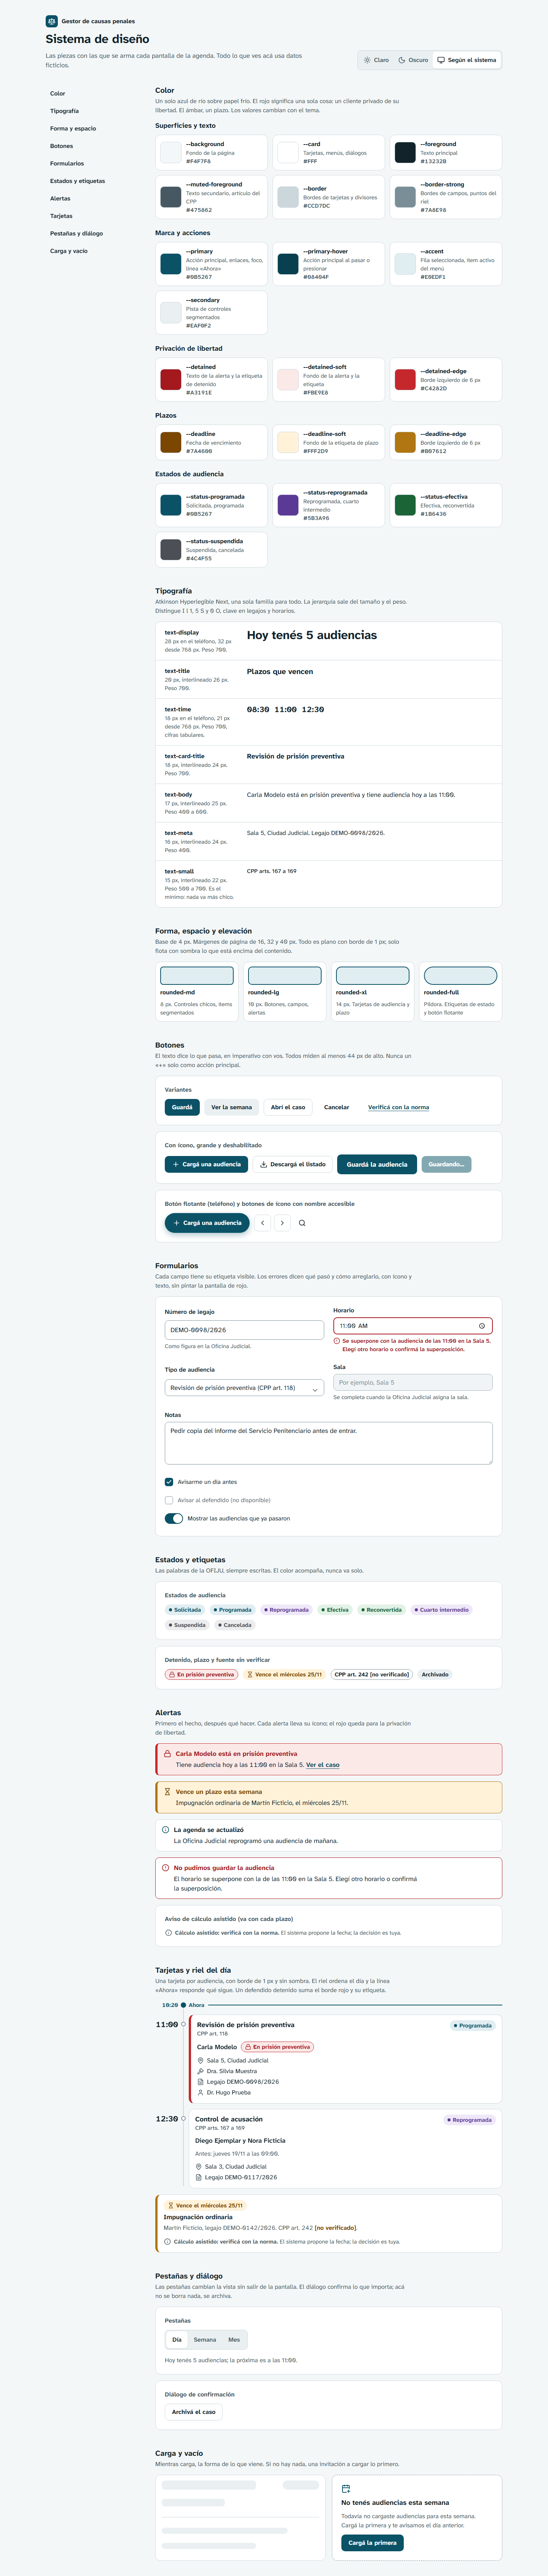 Gestor de causas penales
Sistema de diseño
Las piezas con las que se arma cada pantalla de la agenda. Todo lo que ves acá usa datos
ficticios.
Claro
Oscuro
Según el sistema
Color
Tipografía
Forma y espacio
Botones
Formularios
Estados y etiquetas
Alertas
Tarjetas
Pestañas y diálogo
Carga y vacío
Color
Un solo azul de río sobre papel frío. El rojo significa una sola cosa: un cliente privado de su
libertad. El ámbar, un plazo. Los valores cambian con el tema.
Superficies y texto
--background
Fondo de la página
#F4F7F8
--card
Tarjetas, menús, diálogos
#FFF
--foreground
Texto principal
#13232B
--muted-foreground
Texto secundario, artículo del
CPP
#475862
--border
Bordes de tarjetas y divisores
#CCD7DC
--border-strong
Bordes de campos, puntos del
riel
#7A8E98
Marca y acciones
--primary
Acción principal, enlaces, foco,
línea «Ahora»
#0B5267
--primary-hover
Acción principal al pasar o
presionar
#08404F
--accent
Fila seleccionada, ítem activo
del menú
#E0EDF1
--secondary
Pista de controles
segmentados
#EAF0F2
Privación de libertad
--detained
Texto de la alerta y la etiqueta
de detenido
#A3191E
--detained-soft
Fondo de la alerta y la
etiqueta
#FBE9E8
--detained-edge
Borde izquierdo de 6 px
#C4282D
Plazos
--deadline
Fecha de vencimiento
#7A4600
--deadline-soft
Fondo de la etiqueta de plazo
#FFF2D9
--deadline-edge
Borde izquierdo de 6 px
#B07612
Estados de audiencia
--status-programada
Solicitada, programada
#0B5267
--status-reprogramada
Reprogramada, cuarto
intermedio
#5B3A96
--status-efectiva
Efectiva, reconvertida
#1B6436
--status-suspendida
Suspendida, cancelada
#4C4F55
Tipografía
Atkinson Hyperlegible Next, una sola familia para todo. La jerarquía sale del tamaño y el peso.
Distingue I l 1, 5 S y 0 O, clave en legajos y horarios.
text-display
28 px en el teléfono, 32 px
desde 768 px. Peso 700.
Hoy tenés 5 audiencias
text-title
20 px, interlineado 26 px.
Peso 700.
Plazos que vencen
text-time
18 px en el teléfono, 21 px
desde 768 px. Peso 700,
cifras tabulares.
08:30 11:00 12:30
text-card-title
18 px, interlineado 24 px.
Peso 700.
Revisión de prisión preventiva
text-body
17 px, interlineado 25 px.
Peso 400 a 600.
Carla Modelo está en prisión preventiva y tiene audiencia hoy a las 11:00.
text-meta
16 px, interlineado 24 px.
Peso 400.
Sala 5, Ciudad Judicial. Legajo DEMO-0098/2026.
text-small
15 px, interlineado 22 px.
Peso 500 a 700. Es el
mínimo: nada va más chico.
CPP arts. 167 a 169
Forma, espacio y elevación
Base de 4 px. Márgenes de página de 16, 32 y 40 px. Todo es plano con borde de 1 px; solo
flota con sombra lo que está encima del contenido.
rounded-md
8 px. Controles chicos, ítems
segmentados
rounded-lg
10 px. Botones, campos,
alertas
rounded-xl
14 px. Tarjetas de audiencia y
plazo
rounded-full
Píldora. Etiquetas de estado
y botón flotante
Botones
El texto dice lo que pasa, en imperativo con vos. Todos miden al menos 44 px de alto. Nunca un
«+» solo como acción principal.
Variantes
Guardá
Ver la semana
Abrí el caso
Cancelar
Verificá con la norma
Con ícono, grande y deshabilitado
Cargá una audiencia
Descargá el listado
Guardá la audiencia
Guardando…
Botón flotante (teléfono) y botones de ícono con nombre accesible
Cargá una audiencia
Formularios
Cada campo tiene su etiqueta visible. Los errores dicen qué pasó y cómo arreglarlo, con ícono y
texto, sin pintar la pantalla de rojo.
Número de legajo
DEMO-0098/2026
Como figura en la Oficina Judicial.
Horario
11:00 AM
Se superpone con la audiencia de las 11:00 en la Sala 5.
Elegí otro horario o confirmá la superposición.
Tipo de audiencia
Revisión de prisión preventiva (CPP art. 118)
Sala
Por ejemplo, Sala 5
Se completa cuando la Oficina Judicial asigna la sala.
Notas
Pedir copia del informe del Servicio Penitenciario antes de entrar.
Avisarme un día antes
Avisar al defendido (no disponible)
Mostrar las audiencias que ya pasaron
Estados y etiquetas
Las palabras de la OFIJU, siempre escritas. El color acompaña, nunca va solo.
Estados de audiencia
Solicitada
Programada
Reprogramada
Efectiva
Reconvertida
Cuarto intermedio
Suspendida
Cancelada
Detenido, plazo y fuente sin verificar
En prisión preventiva
Vence el miércoles 25/11
CPP art. 242 [no verificado]
Archivado
Alertas
Primero el hecho, después qué hacer. Cada alerta lleva su ícono; el rojo queda para la privación
de libertad.
Carla Modelo está en prisión preventiva
Tiene audiencia hoy a las 11:00 en la Sala 5. Ver el caso
Vence un plazo esta semana
Impugnación ordinaria de Martín Ficticio, el miércoles 25/11.
La agenda se actualizó
La Oficina Judicial reprogramó una audiencia de mañana.
No pudimos guardar la audiencia
El horario se superpone con la de las 11:00 en la Sala 5. Elegí otro horario o confirmá
la superposición.
Aviso de cálculo asistido (va con cada plazo)
Cálculo asistido: verificá con la norma. El sistema propone la fecha; la decisión es tuya.
Tarjetas y riel del día
Una tarjeta por audiencia, con borde de 1 px y sin sombra. El riel ordena el día y la línea
«Ahora» responde qué sigue. Un defendido detenido suma el borde rojo y su etiqueta.
10:20
Ahora
11:00
Revisión de prisión preventiva
Programada
CPP art. 118
Carla Modelo
En prisión preventiva
Sala 5, Ciudad Judicial
Dra. Silvia Muestra
Legajo DEMO-0098/2026
Dr. Hugo Prueba
12:30
Control de acusación
Reprogramada
CPP arts. 167 a 169
Diego Ejemplar y Nora Ficticia
Antes: jueves 19/11 a las 09:00.
Sala 3, Ciudad Judicial
Legajo DEMO-0117/2026
Vence el miércoles 25/11
Impugnación ordinaria
Martín Ficticio, legajo DEMO-0142/2026. CPP art. 242 [no verificado].
Cálculo asistido: verificá con la norma. El sistema propone la fecha; la decisión es tuya.
Pestañas y diálogo
Las pestañas cambian la vista sin salir de la pantalla. El diálogo confirma lo que importa; acá
no se borra nada, se archiva.
Pestañas
Día
Semana
Mes
Hoy tenés 5 audiencias; la próxima es a las 11:00.
Diálogo de confirmación
Archivá el caso
Carga y vacío
Mientras carga, la forma de lo que viene. Si no hay nada, una invitación a cargar lo primero.
No tenés audiencias esta semana
Todavía no cargaste audiencias para esta semana.
Cargá la primera y te avisamos el día anterior.
Cargá la primera